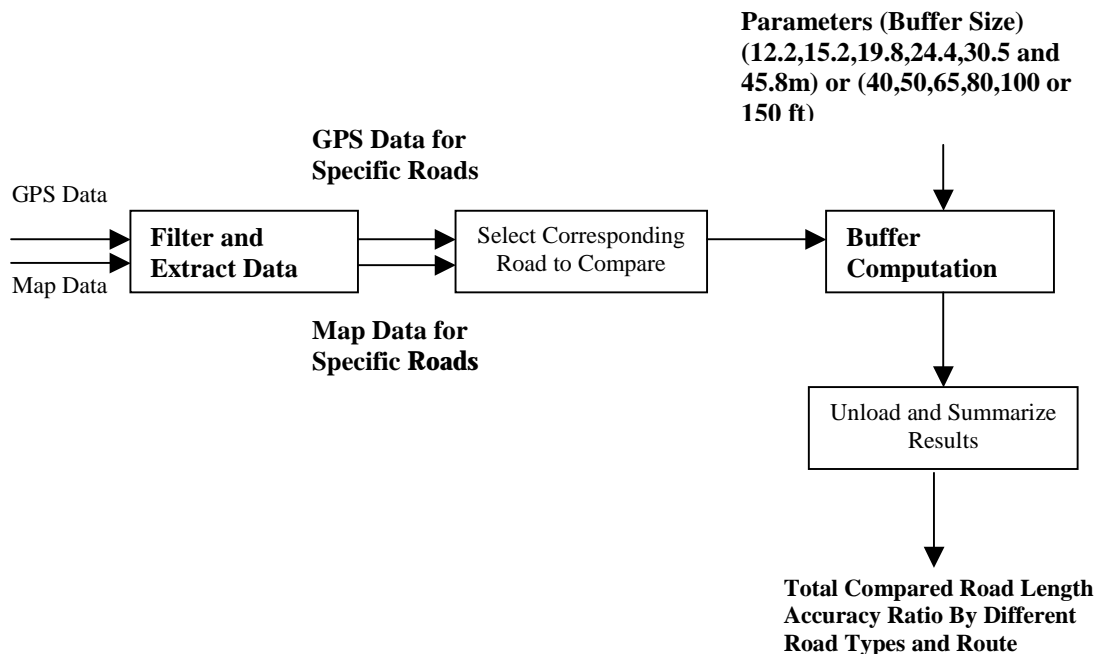 Parameters (Buffer Size)
(12.2,15.2,19.8,24.4,30.5 and
45.8m) or (40,50,65,80,100 or
150 ft)
GPS Data for
Specific Roads
GPS Data
Filter and
Extract Data
Select Corresponding
Road to Compare
Buffer
Computation
Map Data
Map Data for
Specific Roads
Unload and Summarize
Results
Total Compared Road Length
Accuracy Ratio By Different
Road Types and Route